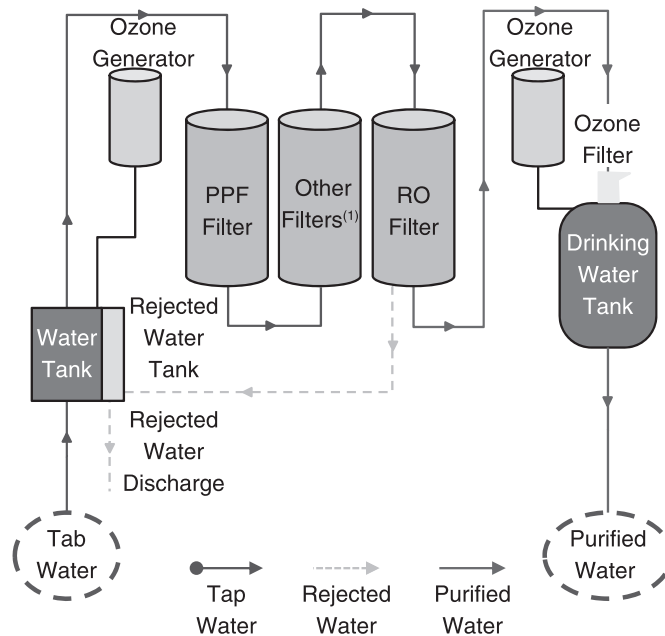 Ozone
Generator
Ozone
Generator
Ozone
Filter
PPF
Filter
Other
Filters(1)
RO
Filter
Drinking
Water
Tank
Water
Tank
Rejected
Water
Tank
Rejected
Water
Discharge
Tab
Water
Purified
Water
Tap
Water
Rejected
Water
Purified
Water